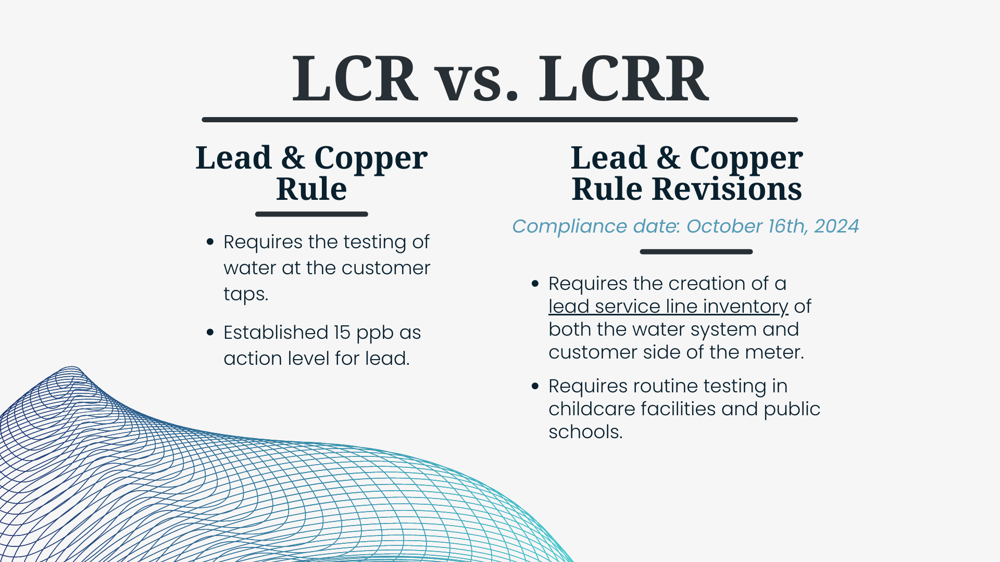 LCR vs. LCRR
Lead & Copper
Rule
• Requires the testing of
water at the customer
taps.
• Established 15 ppb as
action level for lead.
Lead & Copper
Rule Revisions
Compliance date: October 16th, 2024
• Requires the creation of a
lead service line inventory of
both the water system and
customer side of the meter.
• Requires routine testing in
childcare facilities and public
schools.